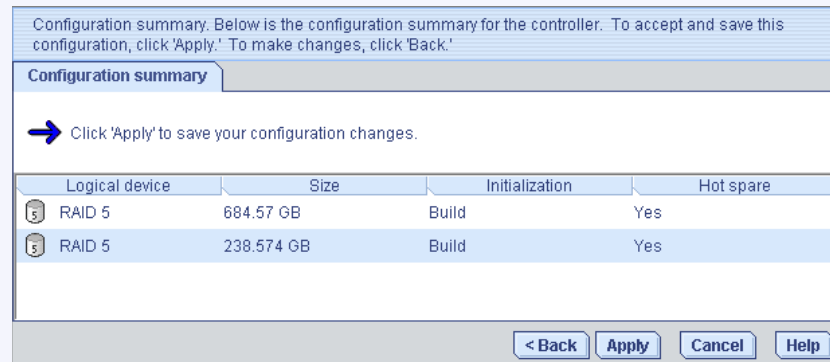 Configuration summary. Below is the configuration summary for the controller. To accept and save this
configuration, click 'Apply.' To make changes, click 'Back.'
Configuration summary
Click 'Apply' to save your configuration changes.
Logical device Size Initialization Hot spare
5 RAID 5 684.57 GB Build Yes
5 RAID 5 238.574 GB Build Yes
< Back Apply Cancel Help